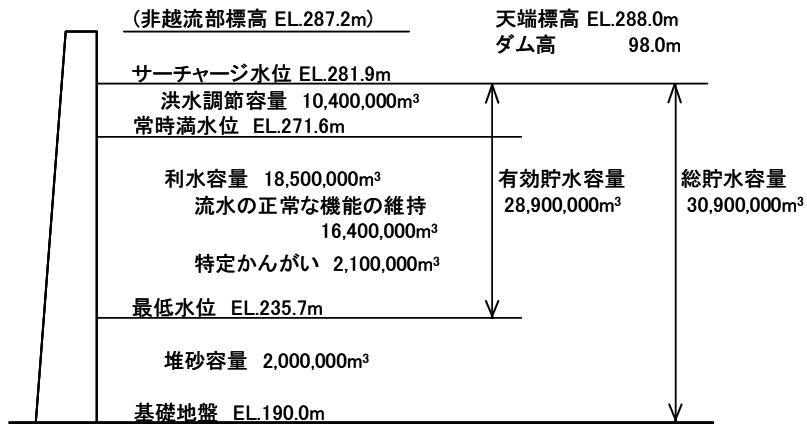 (非越流部標高 EL.287.2m)
天端標高 EL.288.0m
ダム高 98.0m
サーチャージ水位 EL.281.9m
洪水調節容量 10,400,000m³
常時満水位 EL.271.6m
利水容量 18,500,000m³
流水の正常な機能の維持
16,400,000m³
特定かんがい 2,100,000m³
有効貯水容量
28,900,000m³
総貯水容量
30,900,000m³
最低水位 EL.235.7m
堆砂容量 2,000,000m³
基礎地盤 EL.190.0m